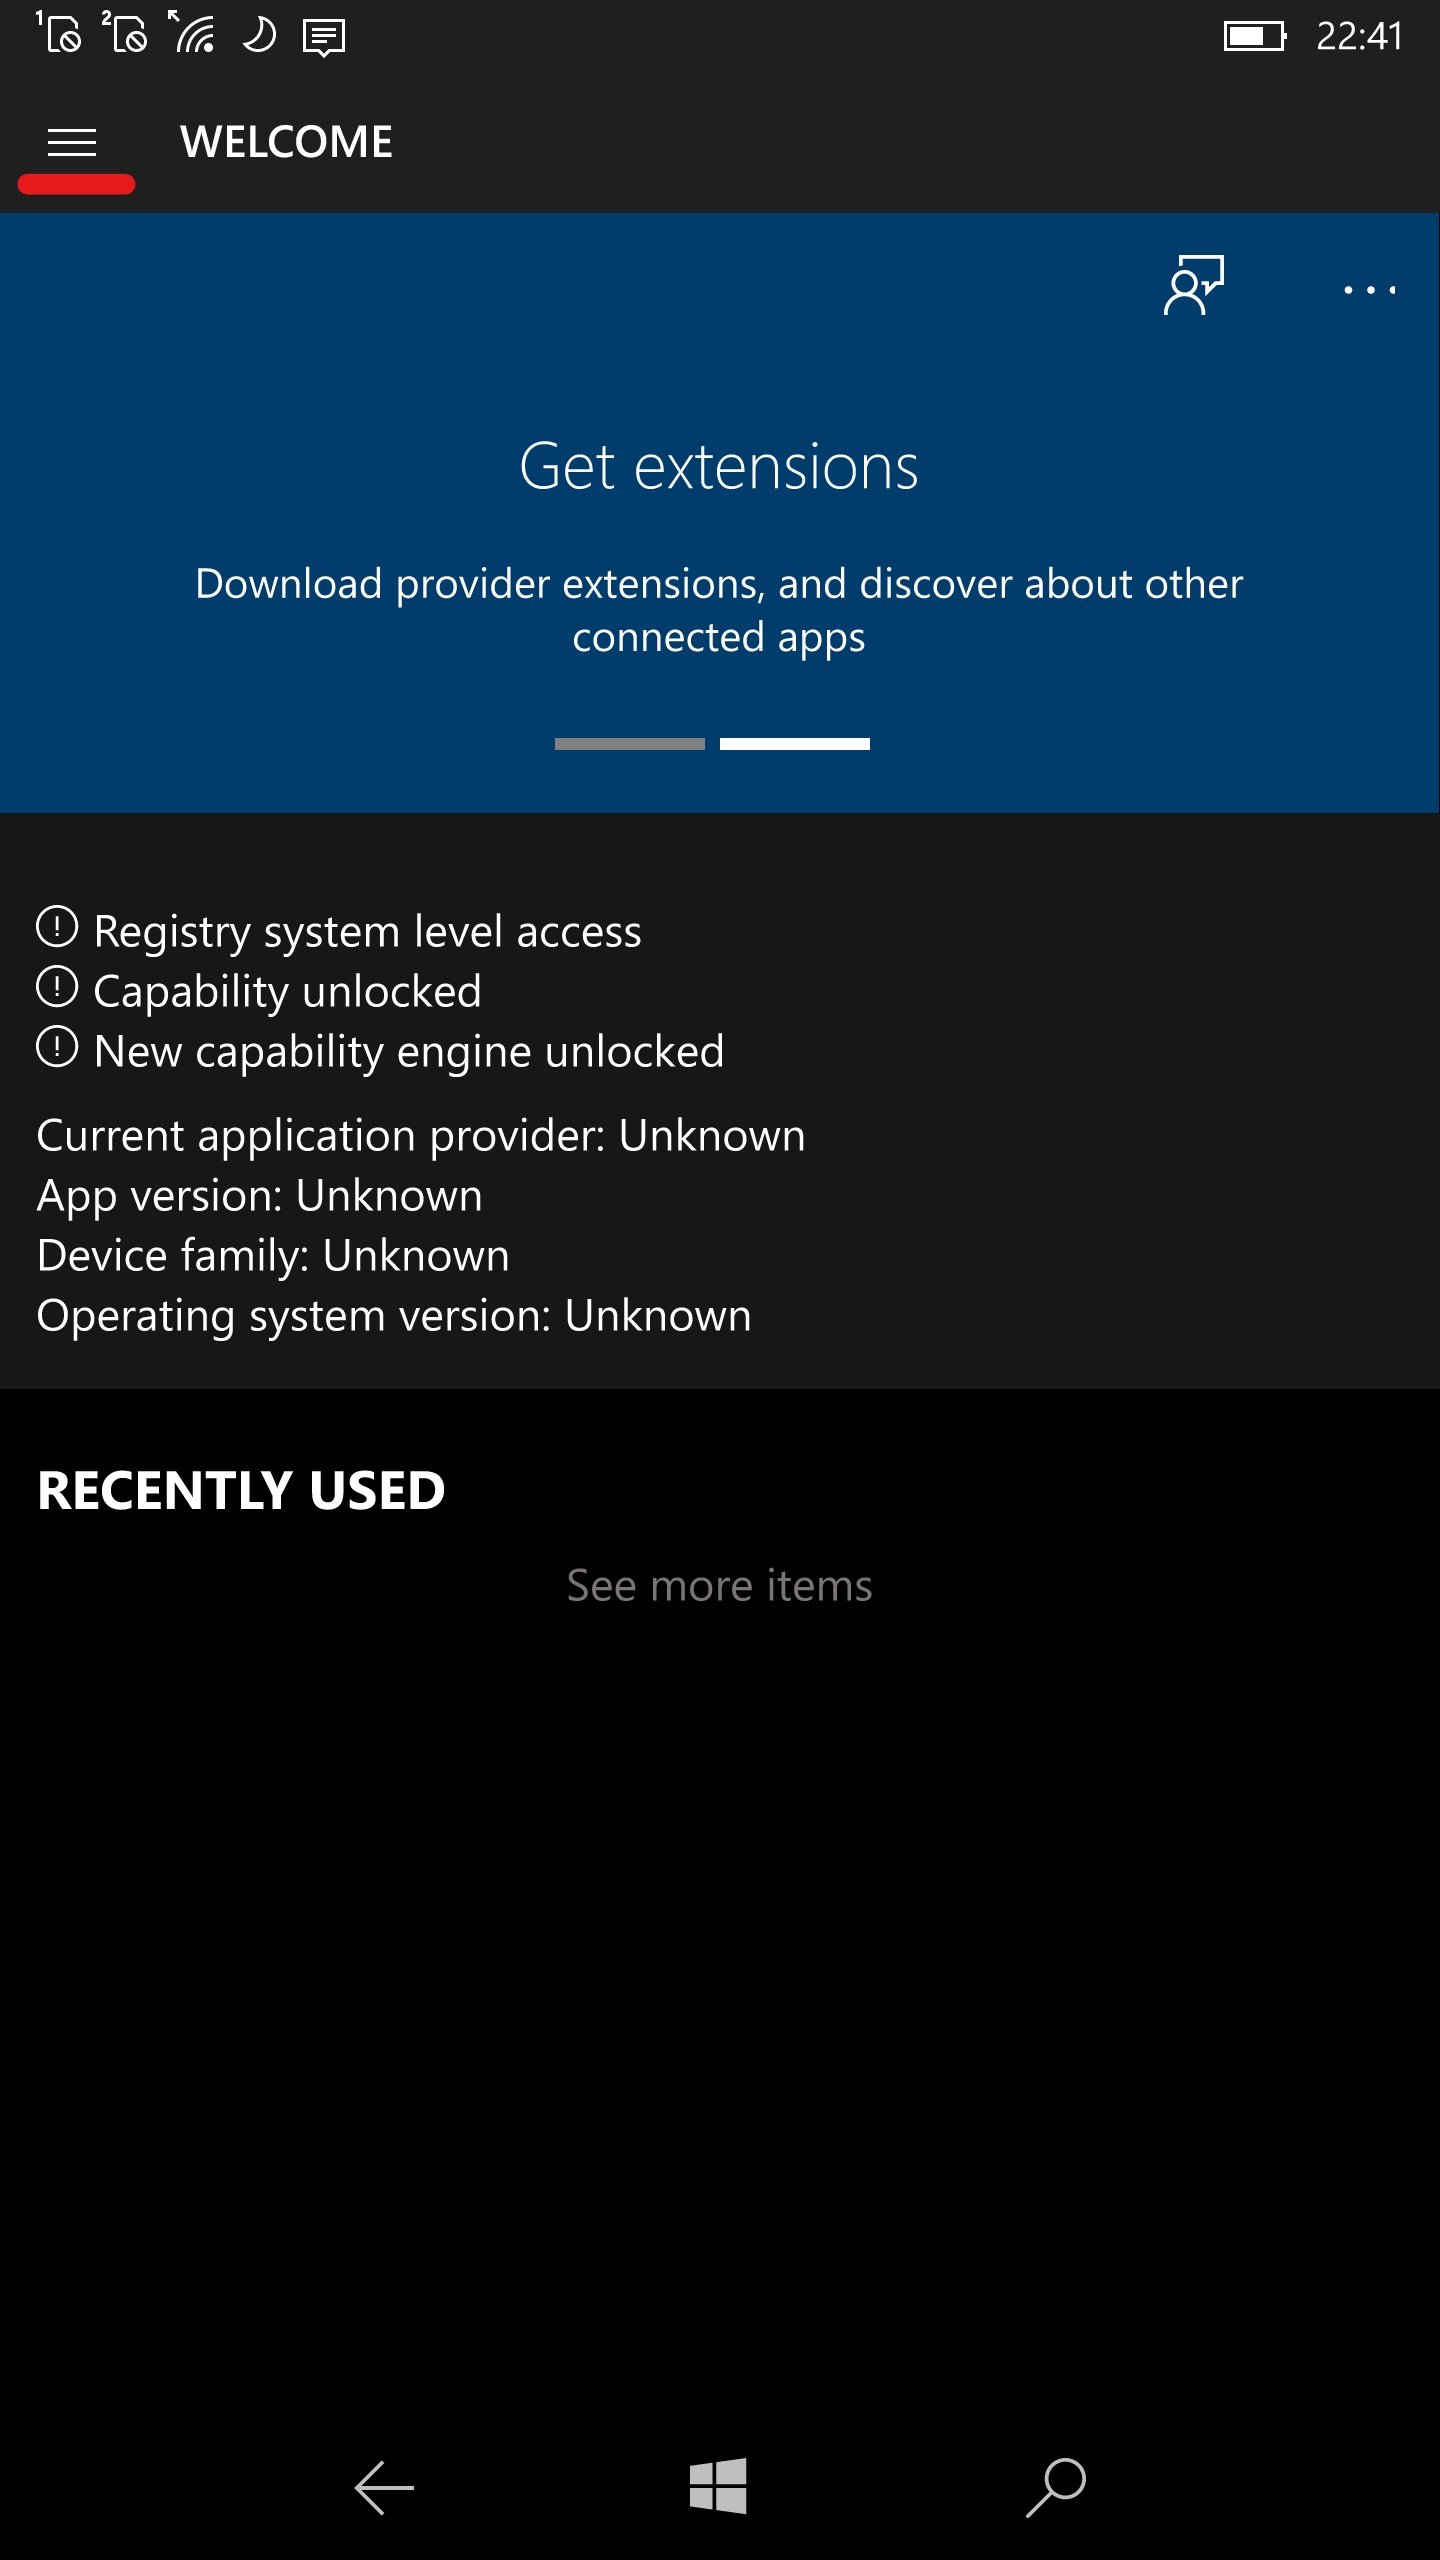 1 2 22:41
WELCOME
Get extensions
Download provider extensions, and discover about other
connected apps
Registry system level access
Capability unlocked
New capability engine unlocked
Current application provider: Unknown
App version: Unknown
Device family: Unknown
Operating system version: Unknown
RECENTLY USED
See more items